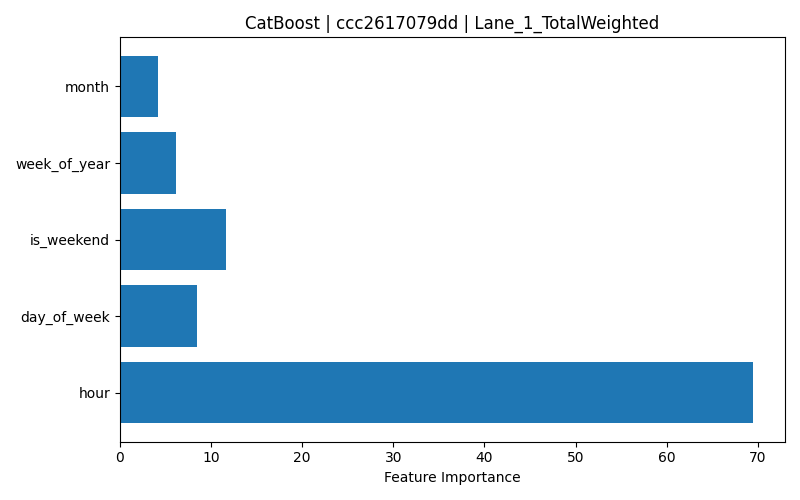 CatBoost | ccc2617079dd | Lane_1_TotalWeighted
month
week_of_year
is_weekend
day_of_week
hour
0 10 20 30 40 50 60 70
Feature Importance